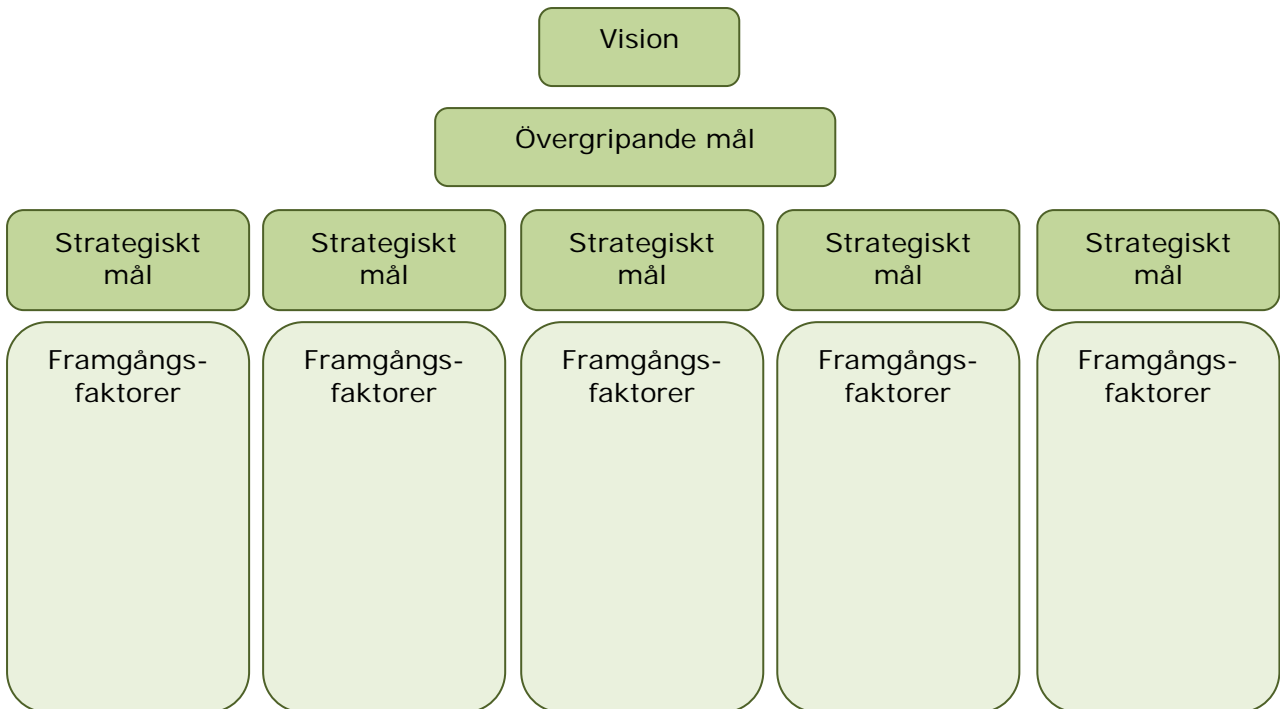 Vision
Övergripande mål
Strategiskt
mål
Strategiskt
mål
Strategiskt
mål
Strategiskt
mål
Strategiskt
mål
Framgångs-
faktorer
Framgångs-
faktorer
Framgångs-
faktorer
Framgångs-
faktorer
Framgångs-
faktorer